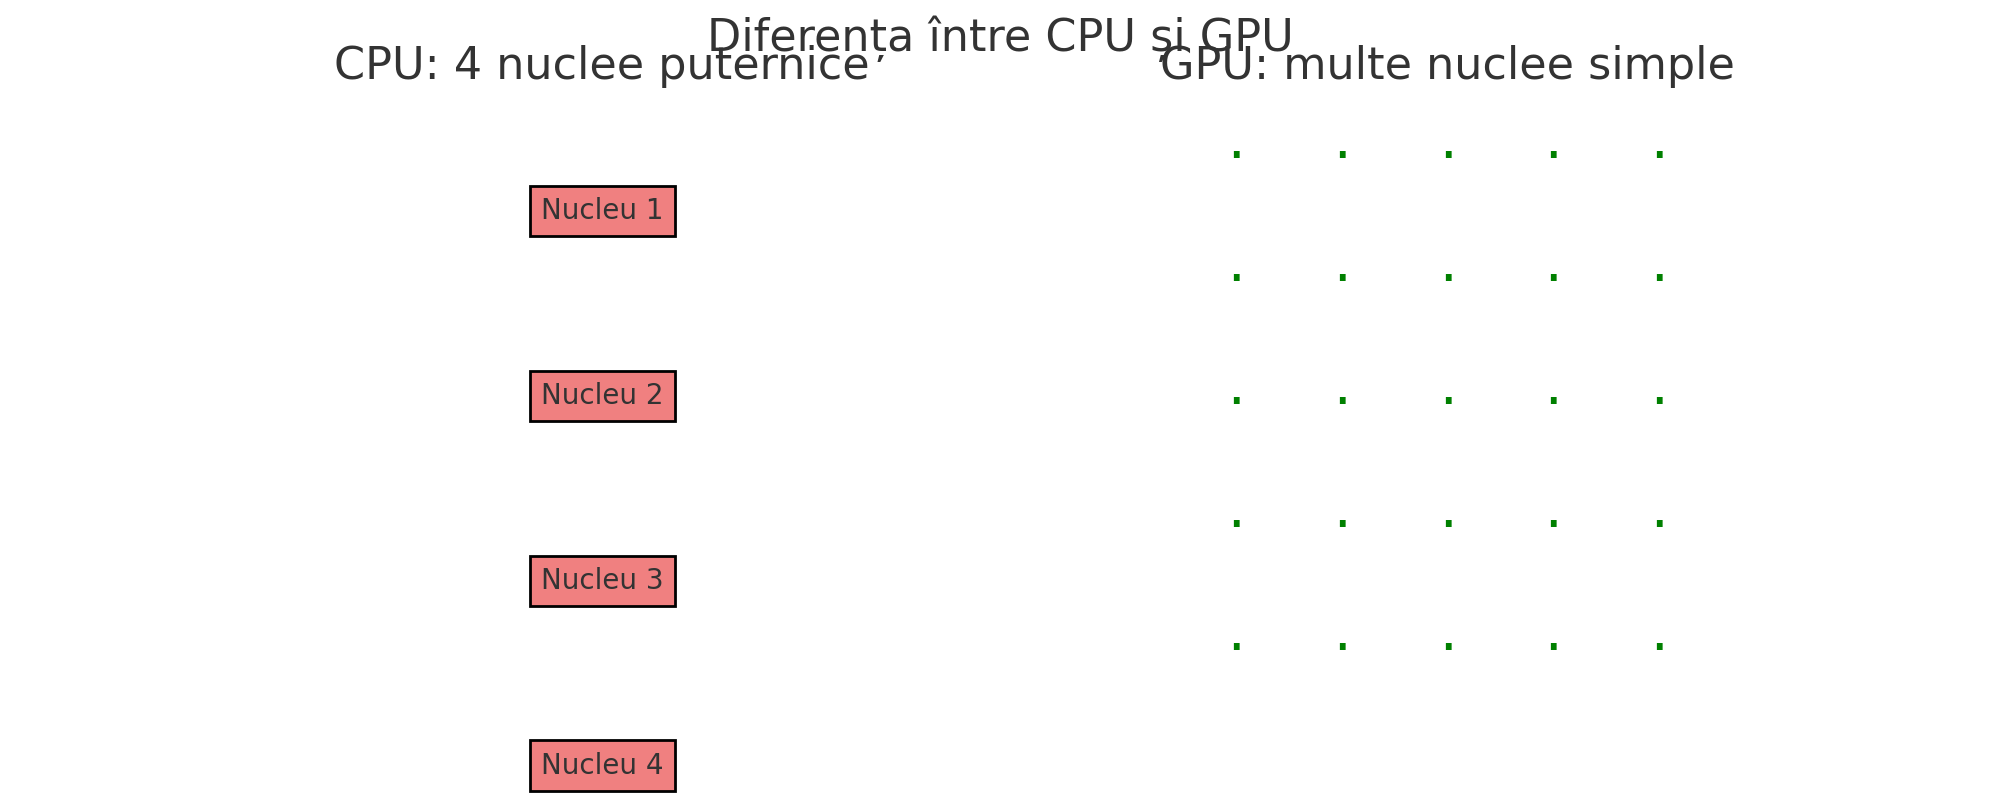 Diferența între CPU și GPU
CPU: 4 nuclee puternice
GPU: multe nuclee simple
Nucleu 1
Nucleu 2
Nucleu 3
Nucleu 4
. . . . .
. . . . .
. . . . .
. . . . .
. . . . .